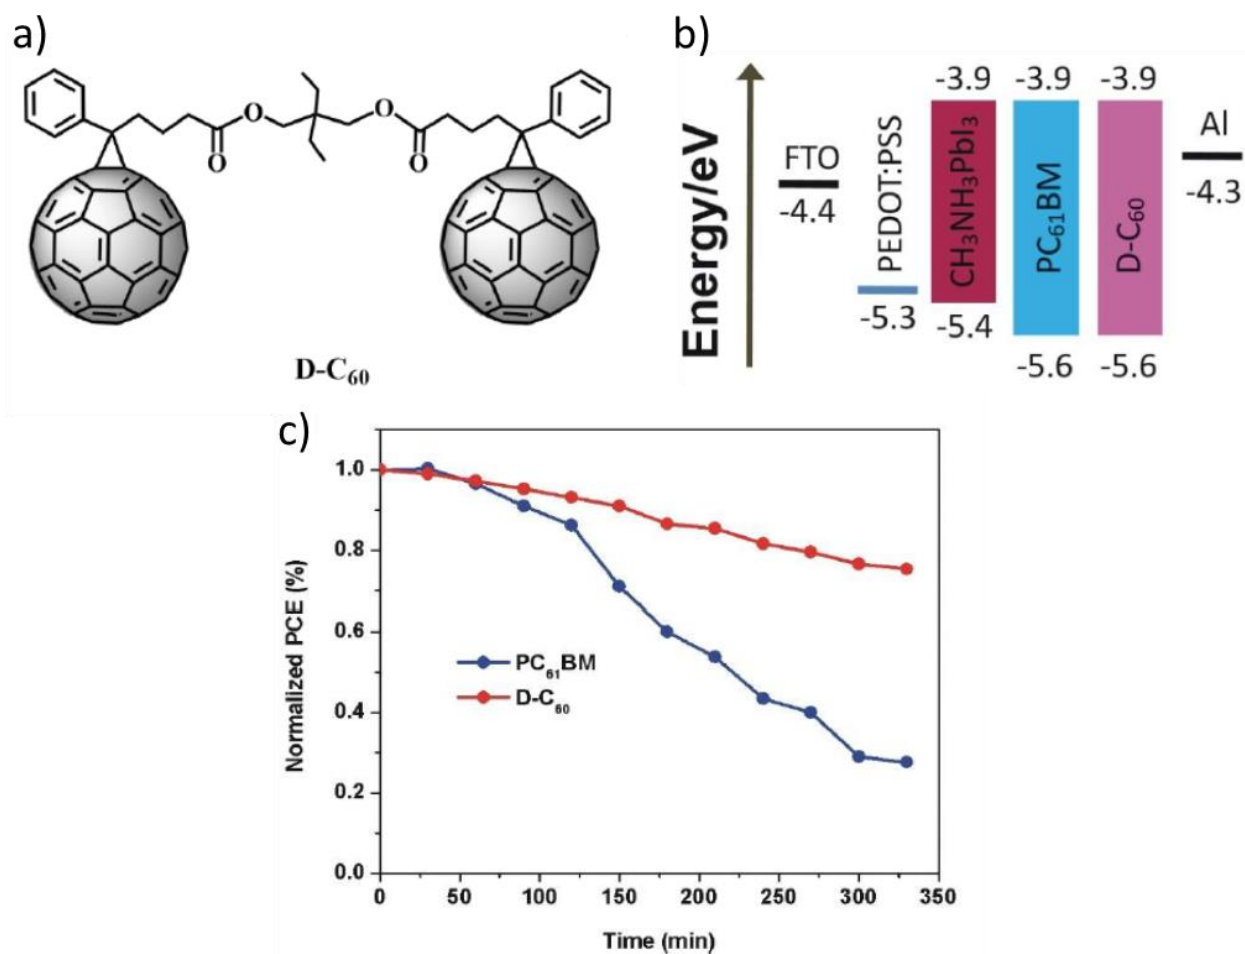 a)
O
O
O
O
D-C₆₀
b)
Energy/eV
FTO
-4.4
PEDOT:PSS
-5.3
-3.9
CH₃NH₃PbI₃
-5.4
-3.9
PC₆₁BM
-5.6
-3.9
D-C₆₀
-5.6
Al
-4.3
c)
Normalized PCE (%)
1.0
0.8
0.6
0.4
0.2
0.0
PC₆₁BM
D-C₆₀
0 50 100 150 200 250 300 350
Time (min)